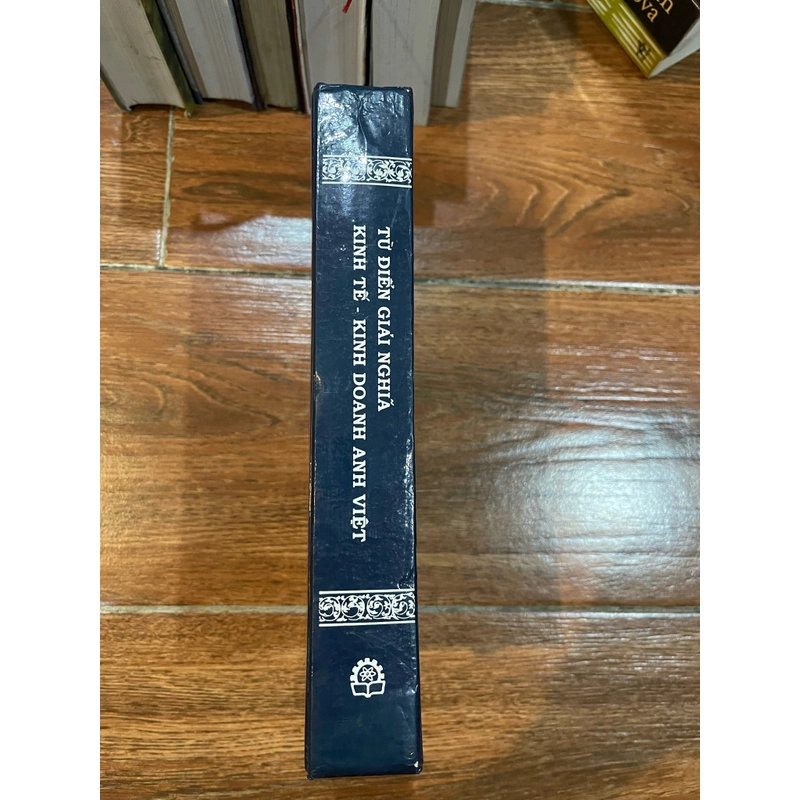 TỪ ĐIỂN GIẢI NGHĨA
KINH TẾ - KINH DOANH ANH VIỆT